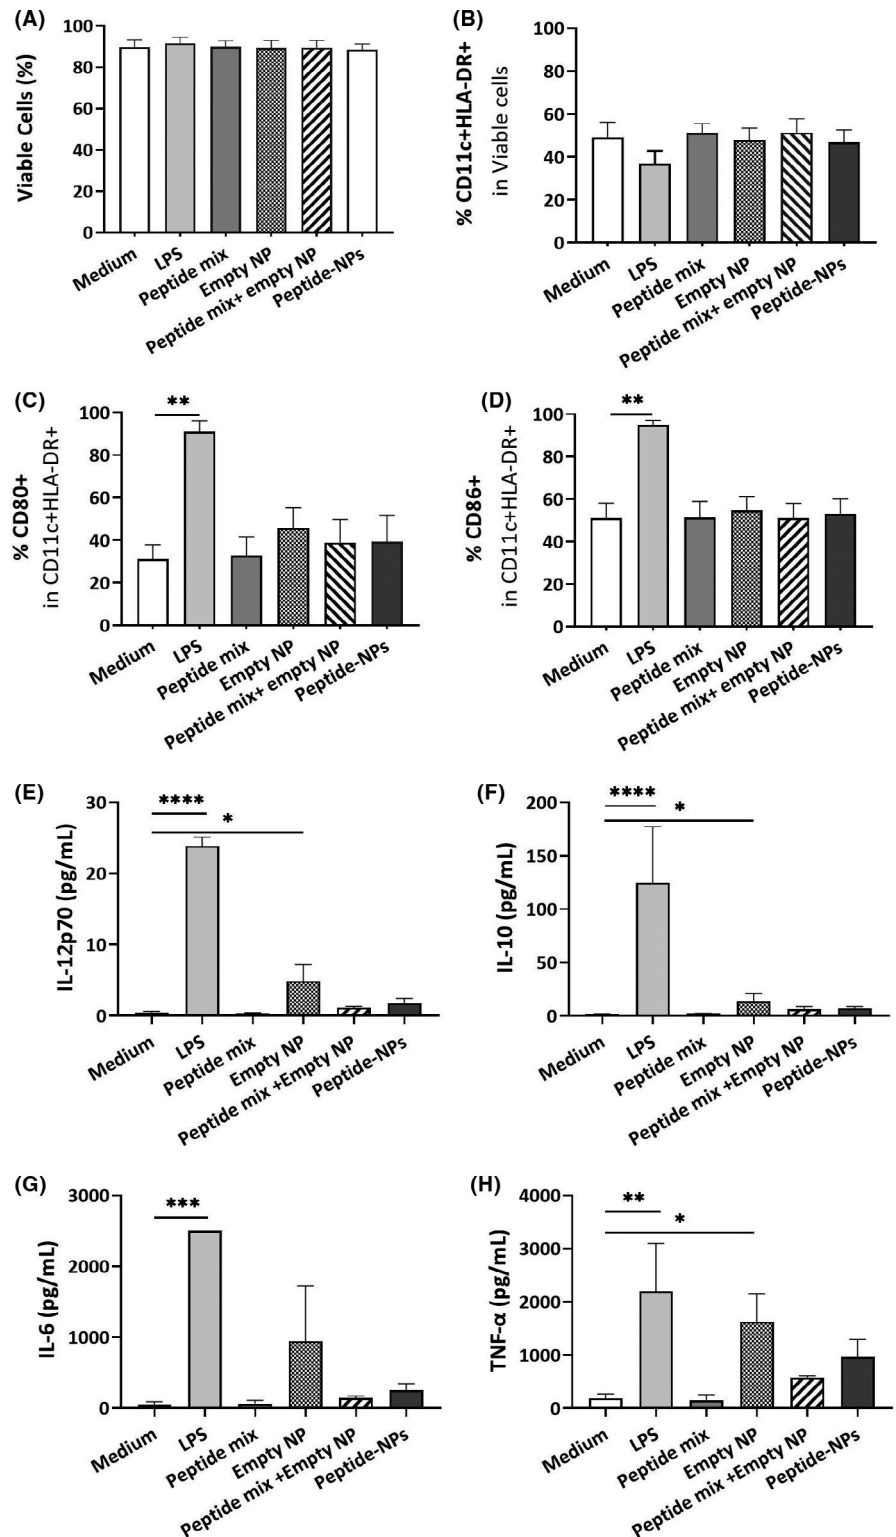 (A)
Viable Cells (%)
100
80
60
40
20
0
Medium
LPS
Peptide mix
Empty NP
Peptide mix+ empty NP
Peptide-NPs
(B)
% CD11c+HLA-DR+
in Viable cells
100
80
60
40
20
0
Medium
LPS
Peptide mix
Empty NP
Peptide mix+ empty NP
Peptide-NPs
(C)
% CD80+
in CD11c+HLA-DR+
100
80
60
40
20
0
**
Medium
LPS
Peptide mix
Empty NP
Peptide mix+ empty NP
Peptide-NPs
(D)
% CD86+
in CD11c+HLA-DR+
100
80
60
40
20
0
**
Medium
LPS
Peptide mix
Empty NP
Peptide mix+ empty NP
Peptide-NPs
(E)
IL-12p70 (pg/mL)
30
20
10
0
****
*
Medium
LPS
Peptide mix
Empty NP
Peptide mix +Empty NP
Peptide-NPs
(F)
IL-10 (pg/mL)
200
150
100
50
0
****
*
Medium
LPS
Peptide mix
Empty NP
Peptide mix +Empty NP
Peptide-NPs
(G)
IL-6 (pg/mL)
3000
2000
1000
0
***
Medium
LPS
Peptide mix
Empty NP
Peptide mix +Empty NP
Peptide-NPs
(H)
TNF-α (pg/mL)
4000
3000
2000
1000
0
**
*
Medium
LPS
Peptide mix
Empty NP
Peptide mix +Empty NP
Peptide-NPs